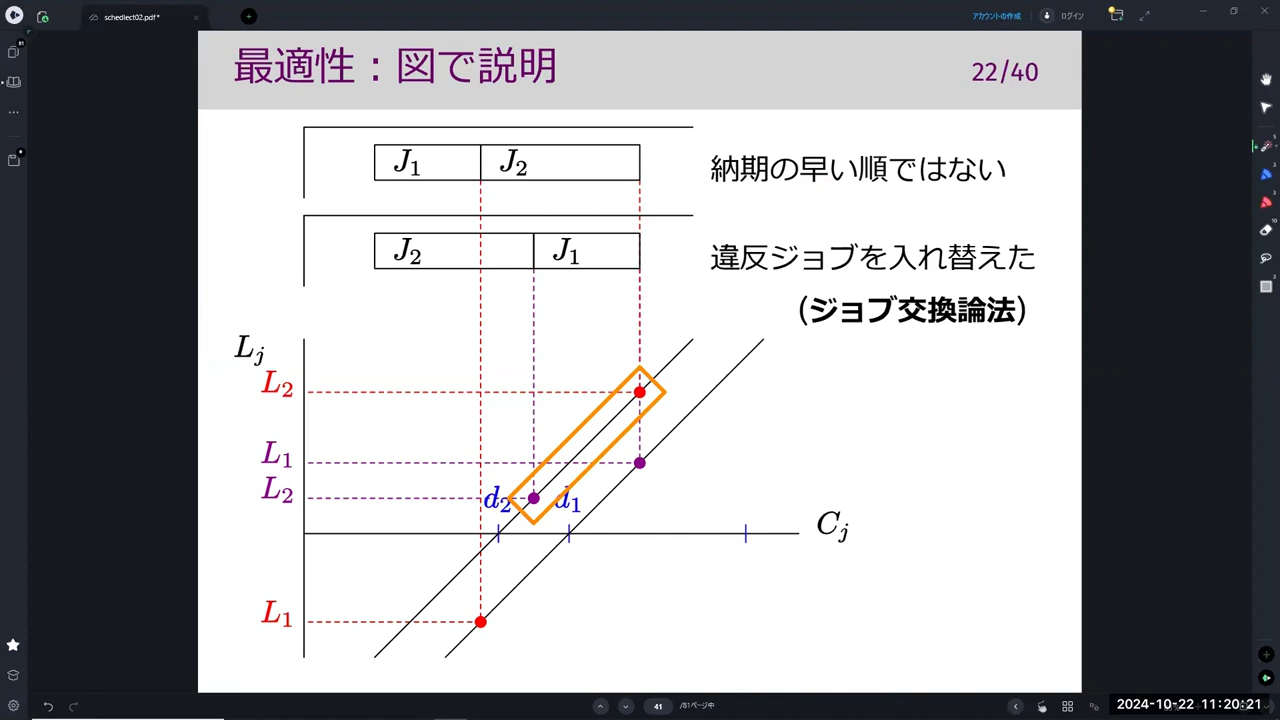 schedlect02.pdf*
アカウントの作成
ログイン
最適性：図で説明
22/40
J1 J2
納期の早い順ではない
J2 J1
違反ジョブを入れ替えた
(ジョブ交換論法)
Lj
L2
L1
L2
d2 d1
Cj
L1
41 /81ページ中
2024-10-22 11:20:21